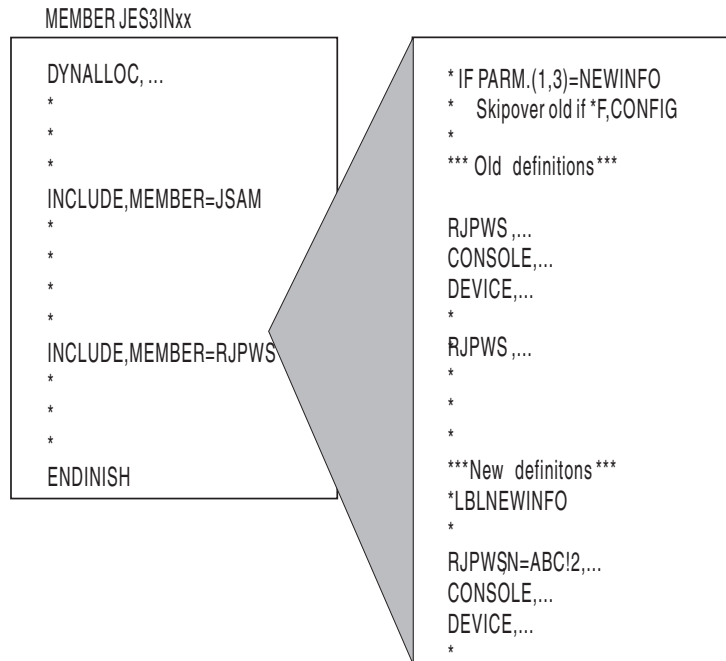 MEMBER JES3INxx
DYNALLOC, ...
*
*
*
INCLUDE,MEMBER=JSAM
*
*
*
*
INCLUDE,MEMBER=RJPWS
*
*
*
ENDINISH
* IF PARM.(1,3)=NEWINFO
* Skipover old if *F,CONFIG
*
*** Old definitions ***
RJPWS ,...
CONSOLE,...
DEVICE,...
*
*
RJPWS ,...
*
*
*
***New definitons ***
*LBLNEWINFO
*
RJPWS,N=ABC!2,...
CONSOLE,...
DEVICE,...
*